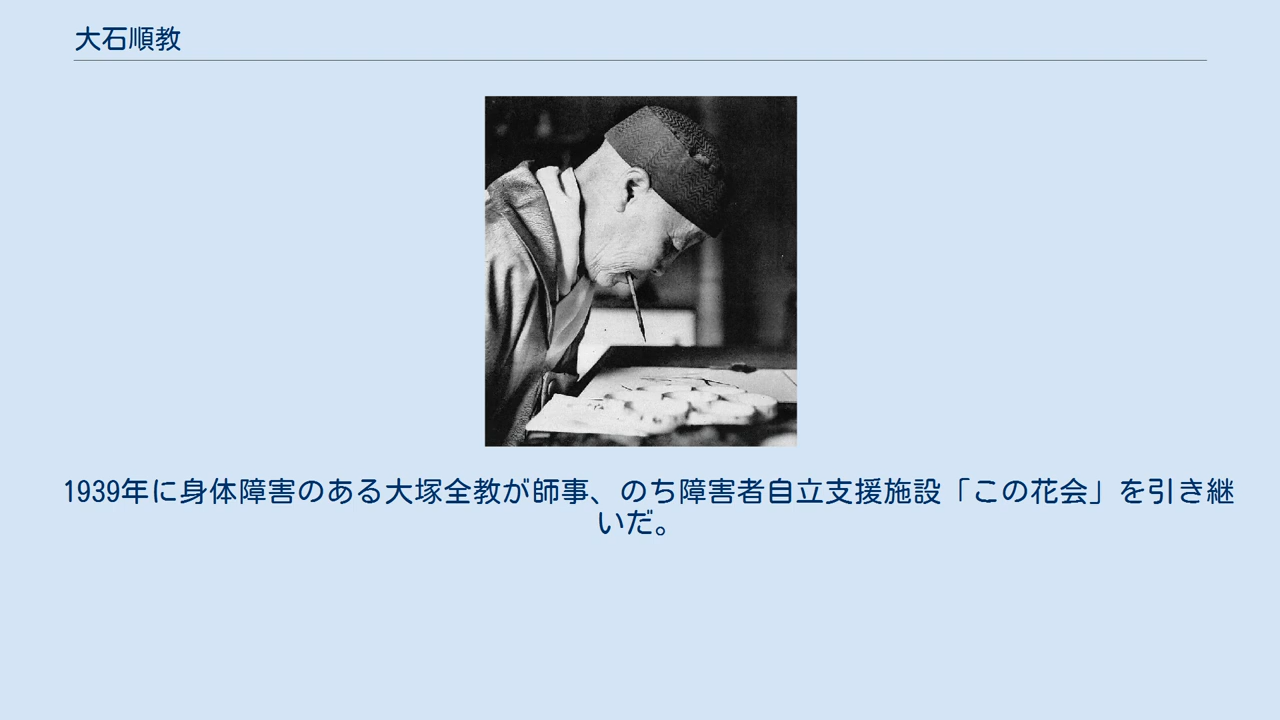 大石順教
1939年に身体障害のある大塚全教が師事、のち障害者自立支援施設「この花会」を引き継
いだ。